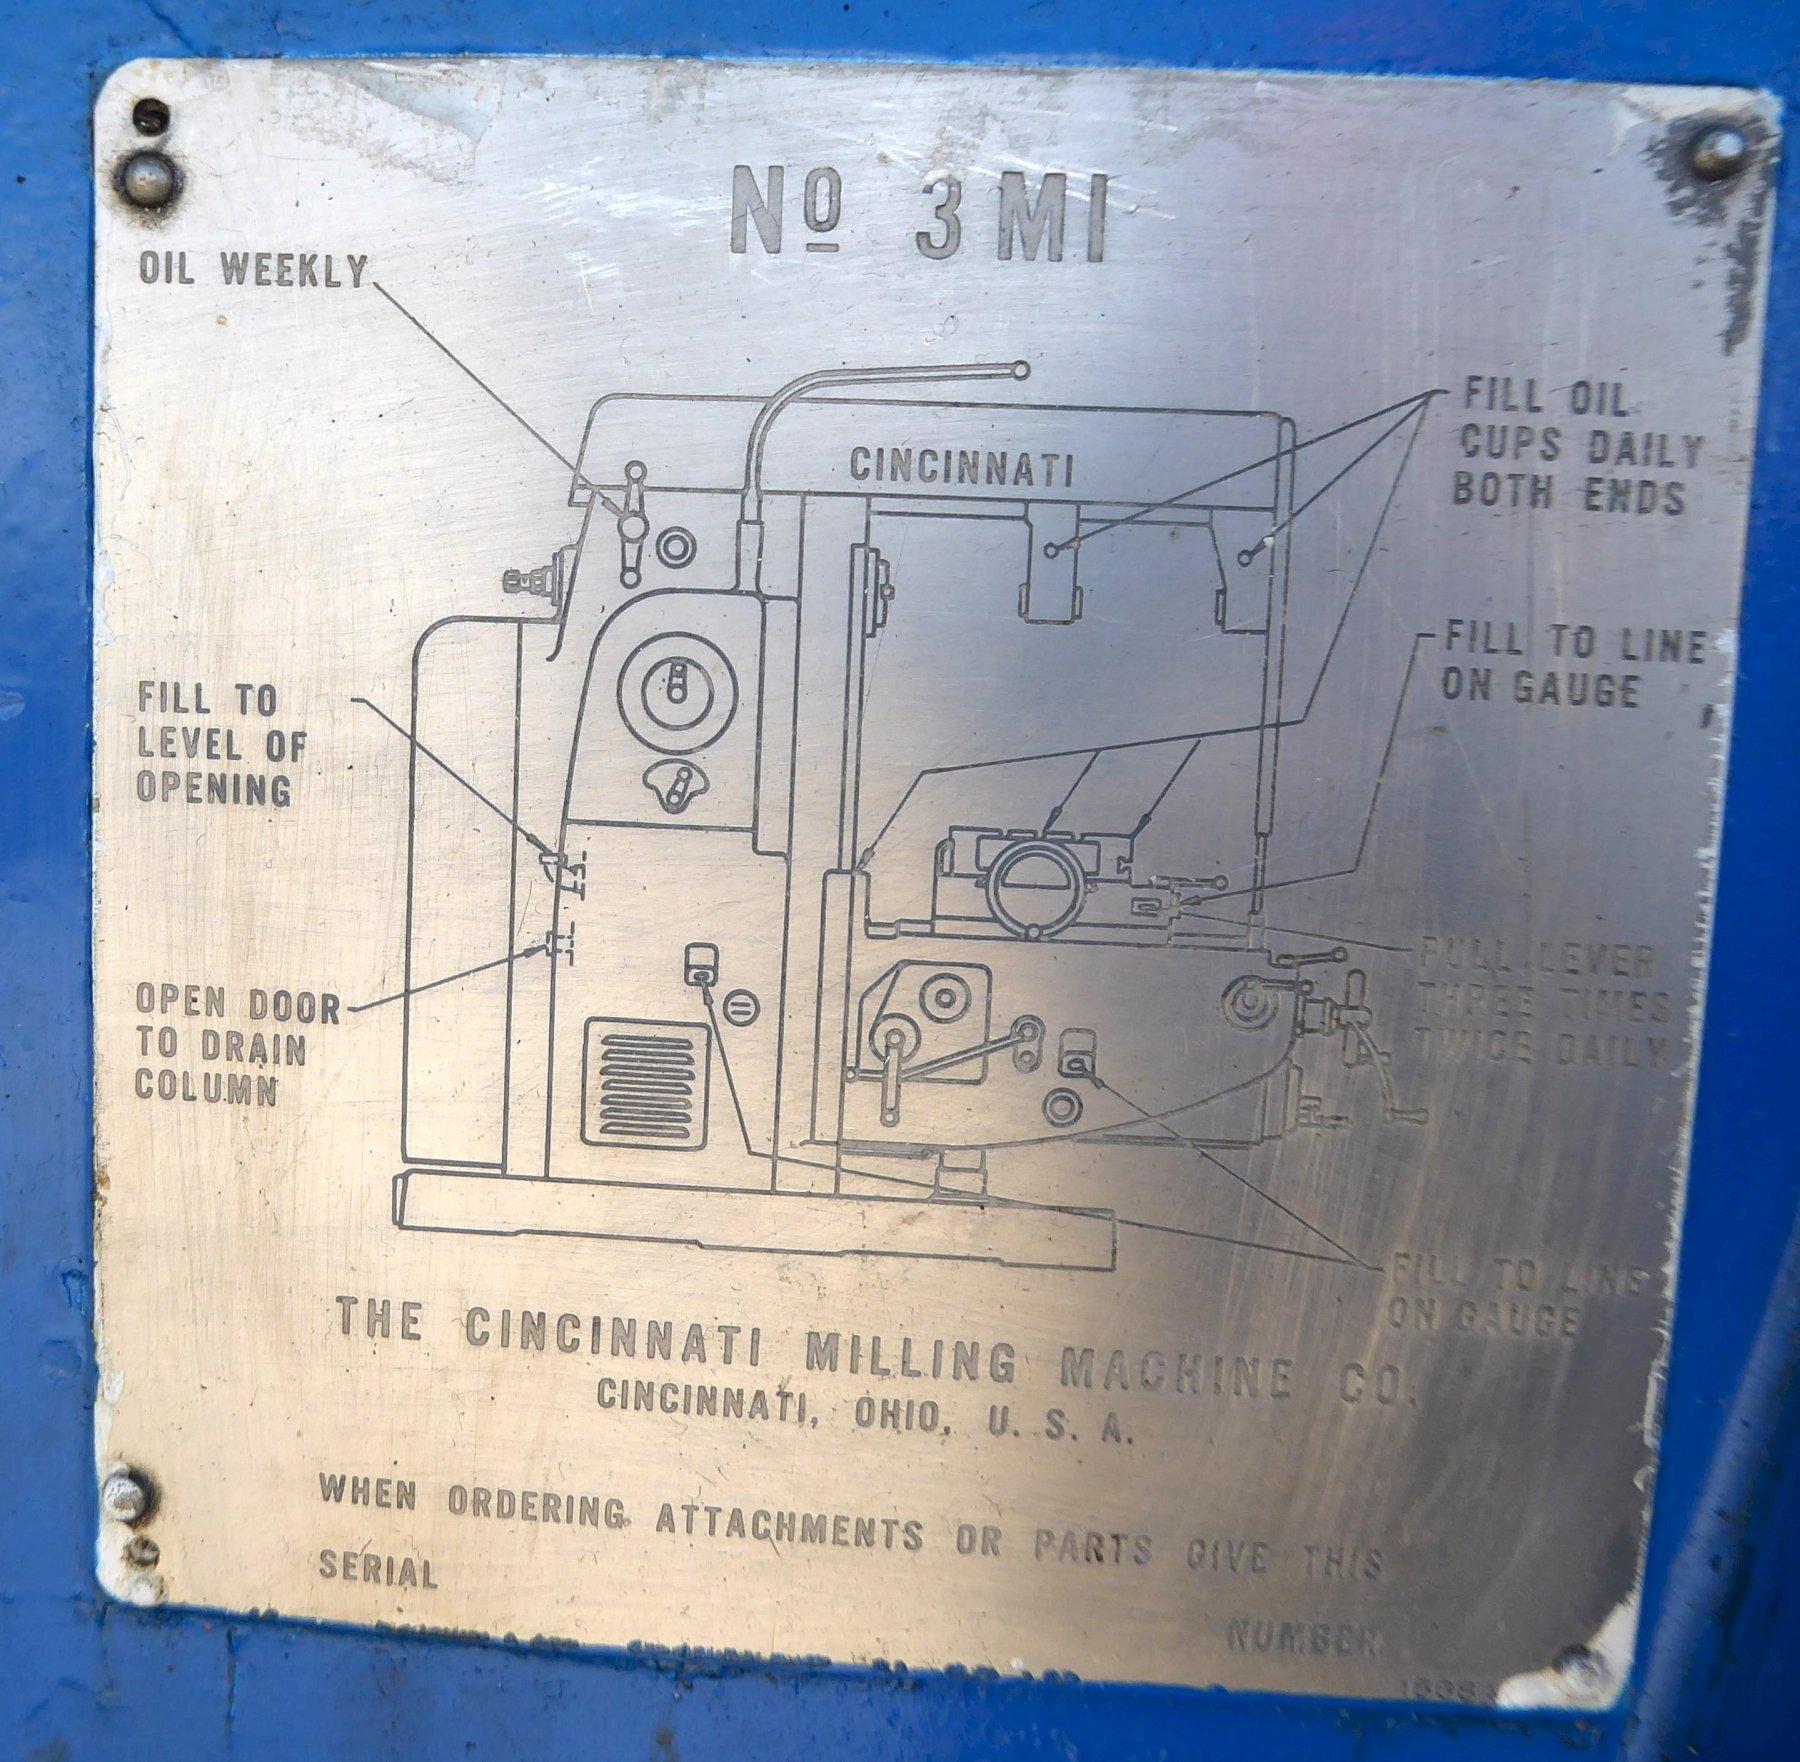 Nº 3MI
OIL WEEKLY
FILL OIL
CUPS DAILY
BOTH ENDS
CINCINNATI
FILL TO LINE
ON GAUGE
FILL TO
LEVEL OF
OPENING
PULL LEVER
THREE TIMES
TWICE DAILY
OPEN DOOR
TO DRAIN
COLUMN
FILL TO LINE
ON GAUGE
THE CINCINNATI MILLING MACHINE CO.
CINCINNATI, OHIO, U. S. A.
WHEN ORDERING ATTACHMENTS OR PARTS GIVE THIS
SERIAL
NUMBER